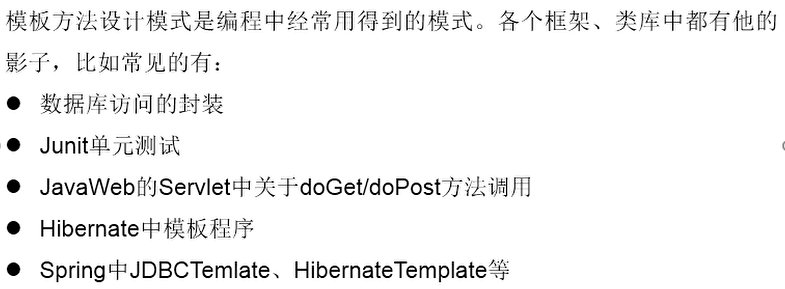 模板方法设计模式是编程中经常用得到的模式。各个框架、类库中都有他的
影子，比如常见的有：
● 数据库访问的封装
● Junit单元测试
● JavaWeb的Servlet中关于doGet/doPost方法调用
● Hibernate中模板程序
● Spring中JDBCTemlate、HibernateTemplate等